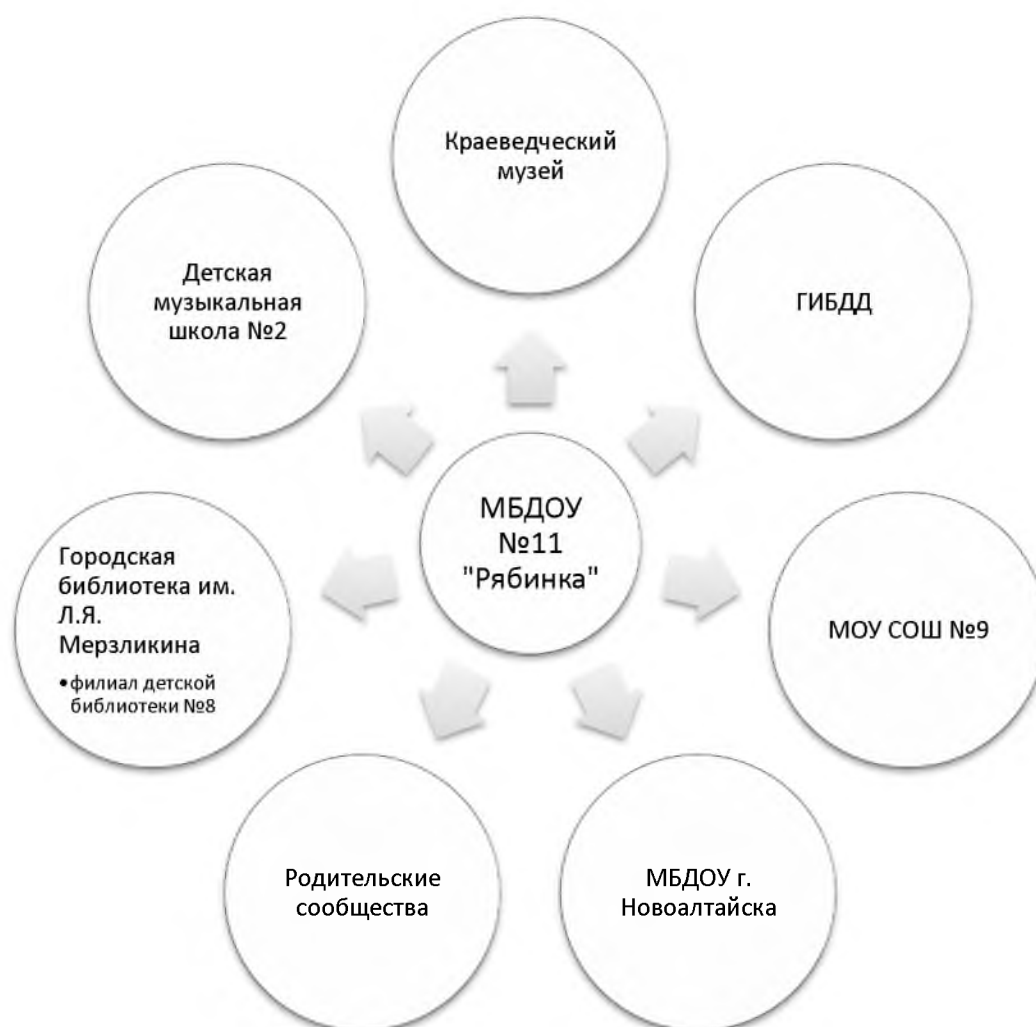 Краеведческий
музей
ГИБДД
Детская
музыкальная
школа №2
МБДОУ
№11
"Рябинка"
МОУ СОШ №9
Городская
библиотека им.
Л.Я.
Мерзликина
•филиал детской
библиотеки №8
Родительские
сообщества
МБДОУ г.
Новоалтайска